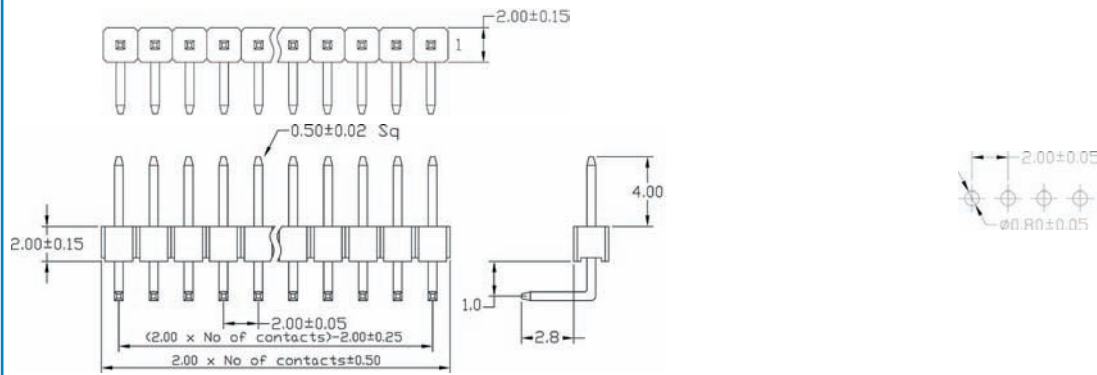 2.00±0.15
1
0.50±0.02 Sq
4.00
2.00±0.05
2.00±0.15
ø0.80±0.05
1.0
2.00±0.05
2.8
(2.00 x No of contacts)-2.00±0.25
2.00 x No of contacts±0.50